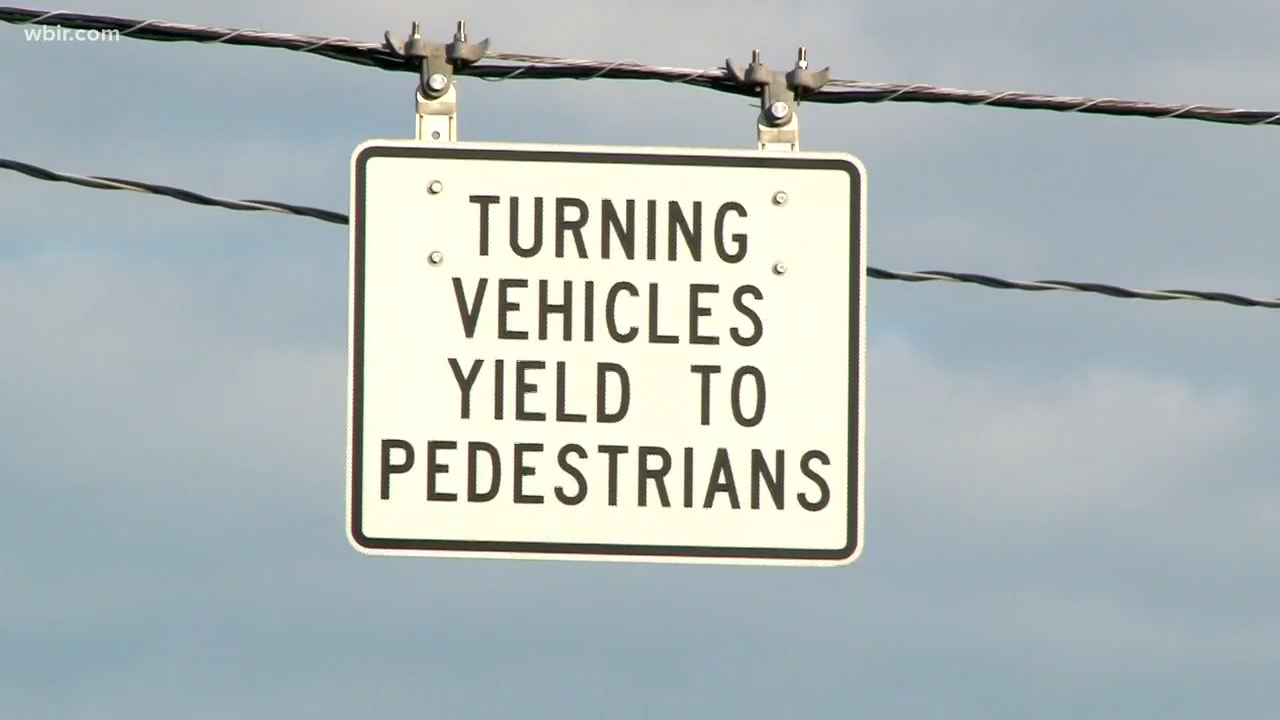 wbir.com
TURNING
VEHICLES
YIELD TO
PEDESTRIANS